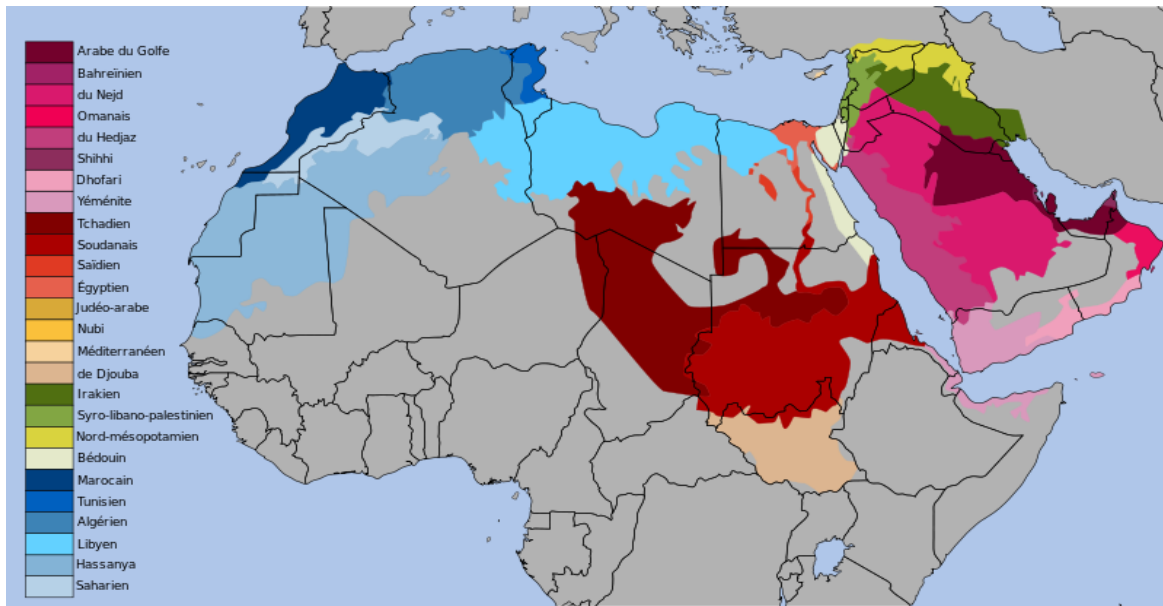 Arabe du Golfe
Bahreïnien
du Nejd
Omanais
du Hedjaz
Shihhi
Dhofari
Yéménite
Tchadien
Soudanais
Saïdien
Égyptien
Judéo-arabe
Nubi
Méditerranéen
de Djouba
Irakien
Syro-libano-palestinien
Nord-mésopotamien
Bédouin
Marocain
Tunisien
Algérien
Libyen
Hassanya
Saharien